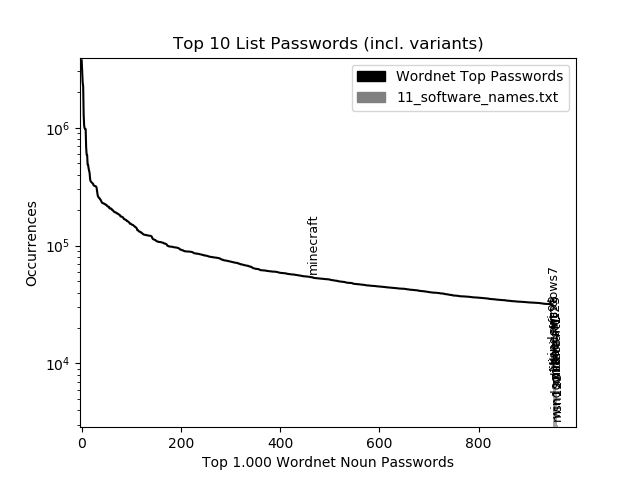 Top 10 List Passwords (incl. variants)
Wordnet Top Passwords
11_software_names.txt
Occurrences
10^6
10^5
10^4
minecraft
0
200
400
600
800
Top 1.000 Wordnet Noun Passwords